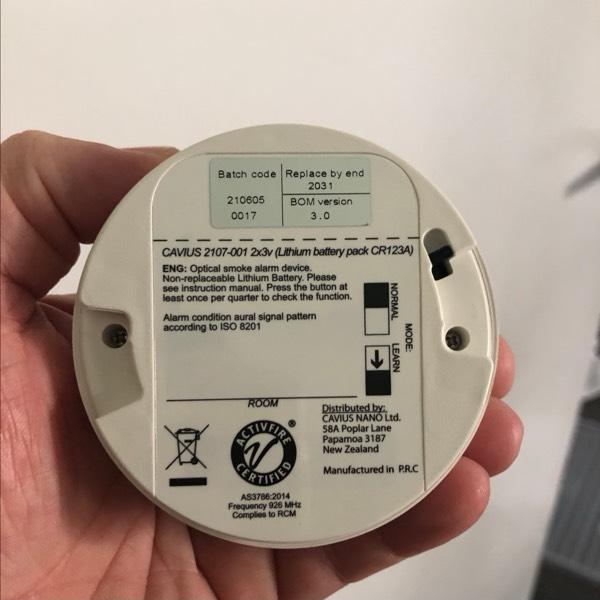 Batch code
210605
0017
Replace by end
2031
BOM version
3.0
CAVIUS 2107-001 2x3v (Lithium battery pack CR123A)
ENG: Optical smoke alarm device.
Non-replaceable Lithium Battery. Please
see instruction manual. Press the button at
least once per quarter to check the function.
Alarm condition aural signal pattern
according to ISO 8201
NORMAL
MODE:
LEARN
ROOM
ACTIVFIRE
®
CERTIFIED
AS3786:2014
Frequency 926 MHz
Complies to RCM
Distributed by:
CAVIUS NANO Ltd.
58A Poplar Lane
Papamoa 3187
New Zealand
Manufactured in P.R.C